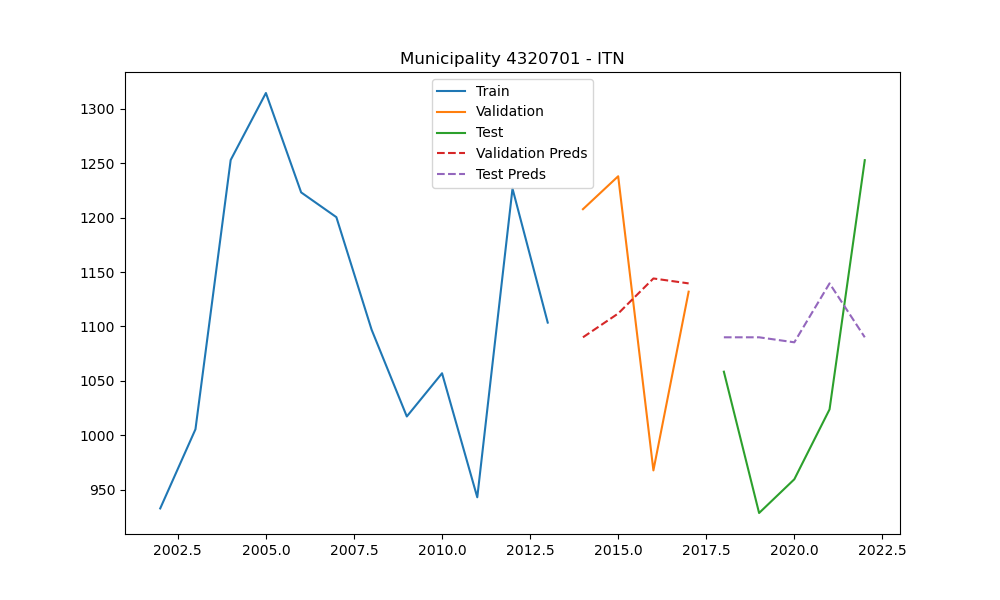 Municipality 4320701 - ITN
Train
Validation
Test
Validation Preds
Test Preds
1300
1250
1200
1150
1100
1050
1000
950
2002.5 2005.0 2007.5 2010.0 2012.5 2015.0 2017.5 2020.0 2022.5